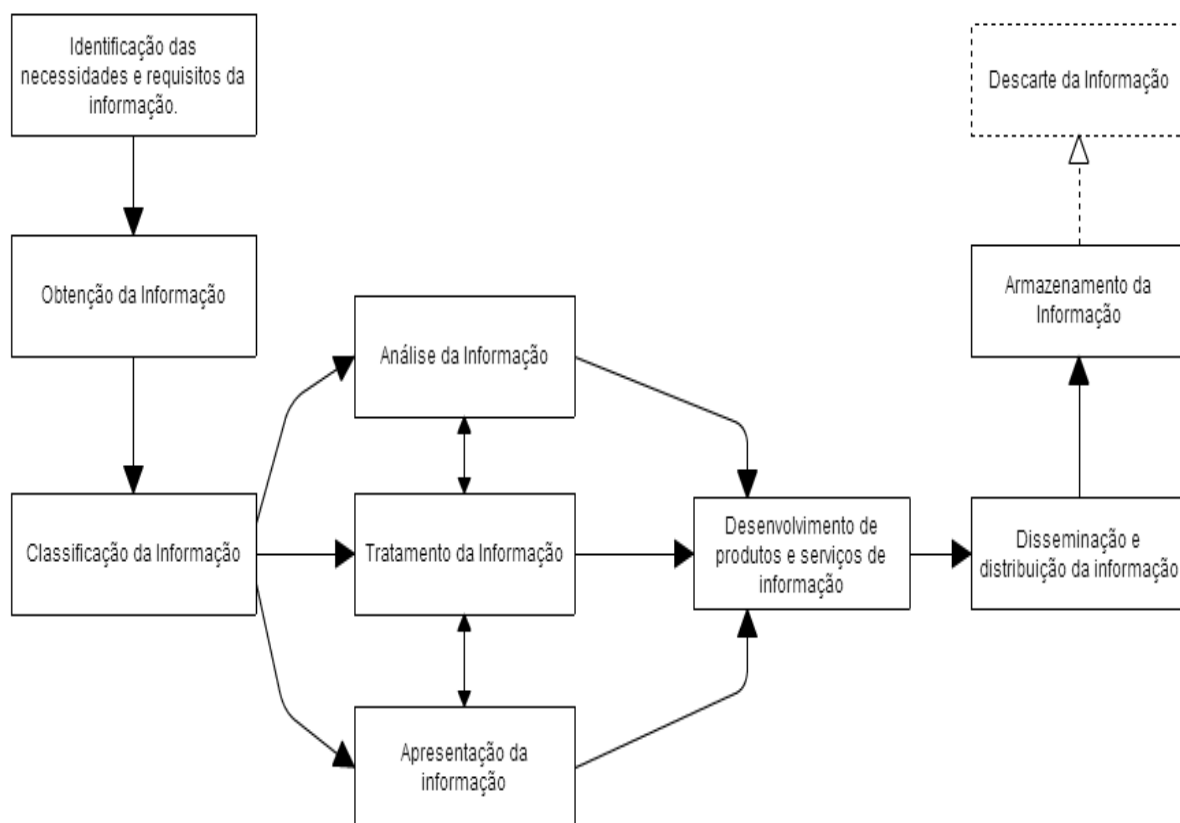 Identificação das
necessidades e requisitos da
informação.
Obtenção da Informação
Classificação da Informação
Análise da Informação
Tratamento da Informação
Apresentação da
informação
Desenvolvimento de
produtos e serviços de
informação
Disseminação e
distribuição da informação
Armazenamento da
Informação
Descarte da Informação